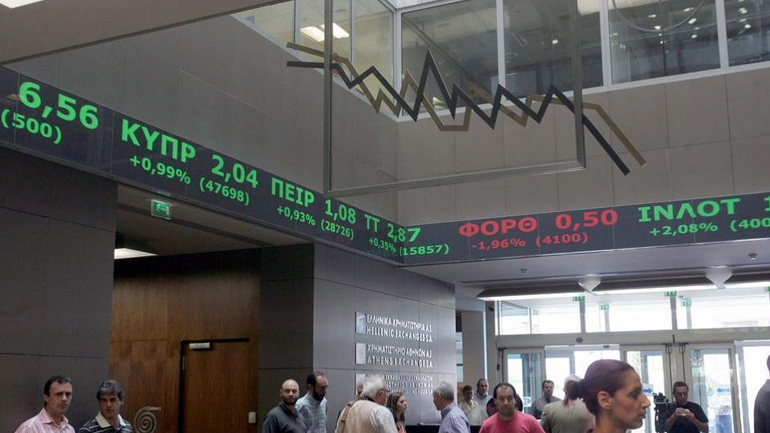 6,56
(500)
ΚΥΠΡ 2,04
+0,99% (47698)
ΠΕΙΡ 1,08
+0,93% (28726)
ΤΤ 2,87
+0,35% (15857)
ΦΟΡΘ 0,50
-1,96% (4100)
ΙΝΛΟΤ
+2,08% (400
ΕΛΛΗΝΙΚΑ ΧΡΗΜΑΤΙΣΤΗΡΙΑ Α.Ε.
HELLENIC EXCHANGES S.A.
ΧΡΗΜΑΤΙΣΤΗΡΙΟ ΑΘΗΝΩΝ Α.Ε.
ATHENS EXCHANGE S.A.